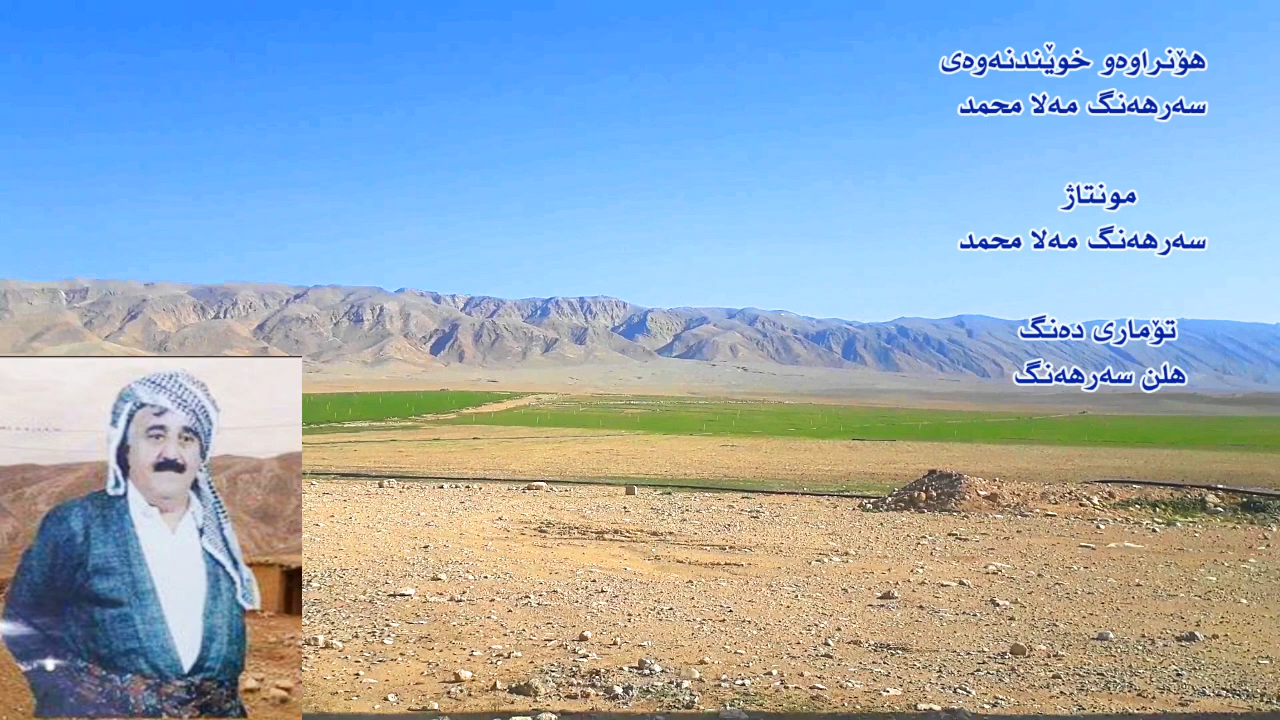 هۆنراوەو خوێندنەوەی
سەرهەنگ مەلا محمد
مونتاژ
سەرهەنگ مەلا محمد
تۆماری دەنگ
هلن سەرهەنگ